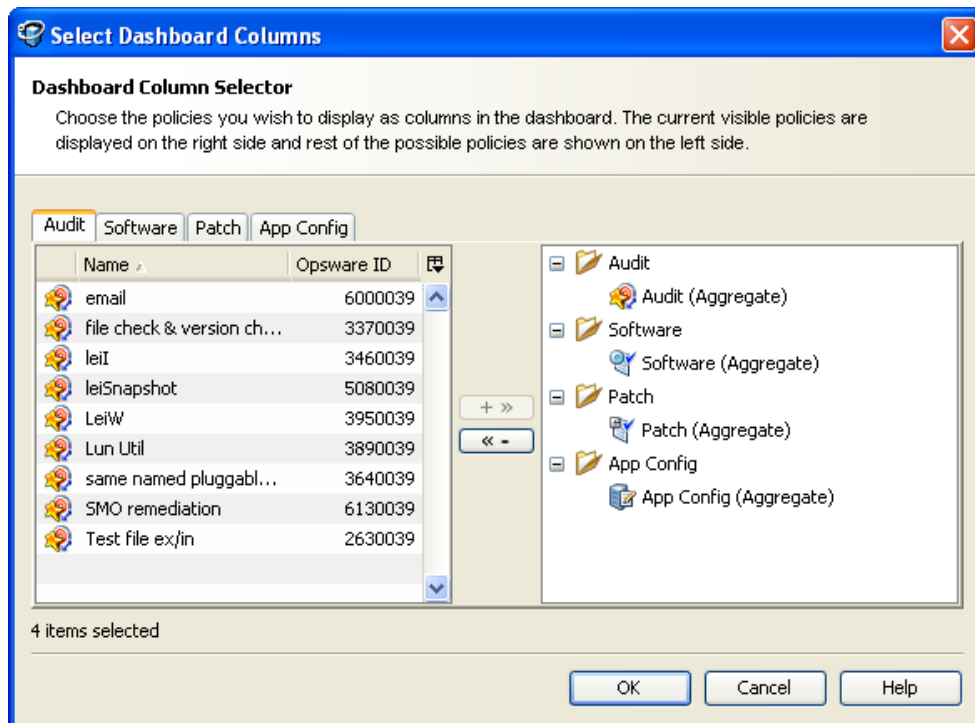 Select Dashboard Columns
Dashboard Column Selector
Choose the policies you wish to display as columns in the dashboard. The current visible policies are
displayed on the right side and rest of the possible policies are shown on the left side.
Audit Software Patch App Config
Name Opsware ID
email 6000039
file check & version ch... 3370039
leiI 3460039
leiSnapshot 5080039
LeiW 3950039
Lun Util 3890039
same named pluggabl... 3640039
SMO remediation 6130039
Test file ex/in 2630039
+ »
« -
Audit
Audit (Aggregate)
Software
Software (Aggregate)
Patch
Patch (Aggregate)
App Config
App Config (Aggregate)
4 items selected
OK Cancel Help